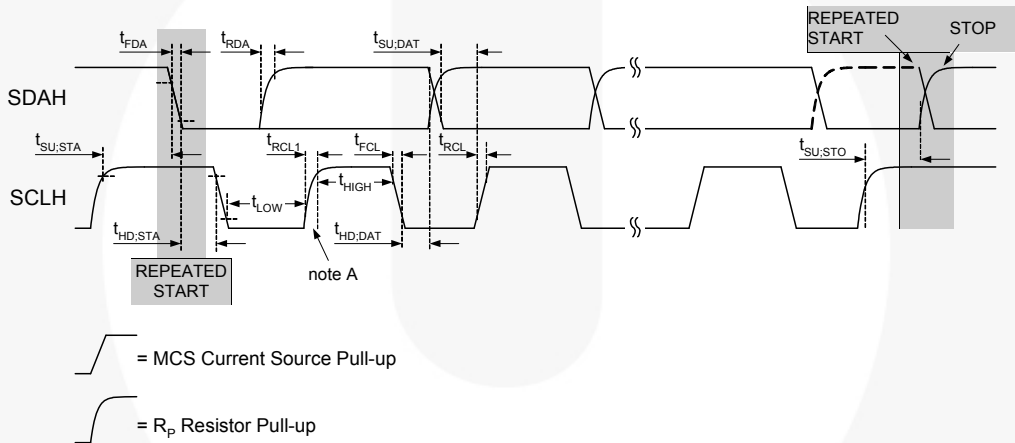 REPEATED
START
STOP
tFDA
tRDA
tSU;DAT
SDAH
tSU;STA
tRCL1
tFCL
tRCL
tSU;STO
tHIGH
SCLH
tLOW
tHD;STA
tHD;DAT
REPEATED
START
note A
= MCS Current Source Pull-up
= RP Resistor Pull-up